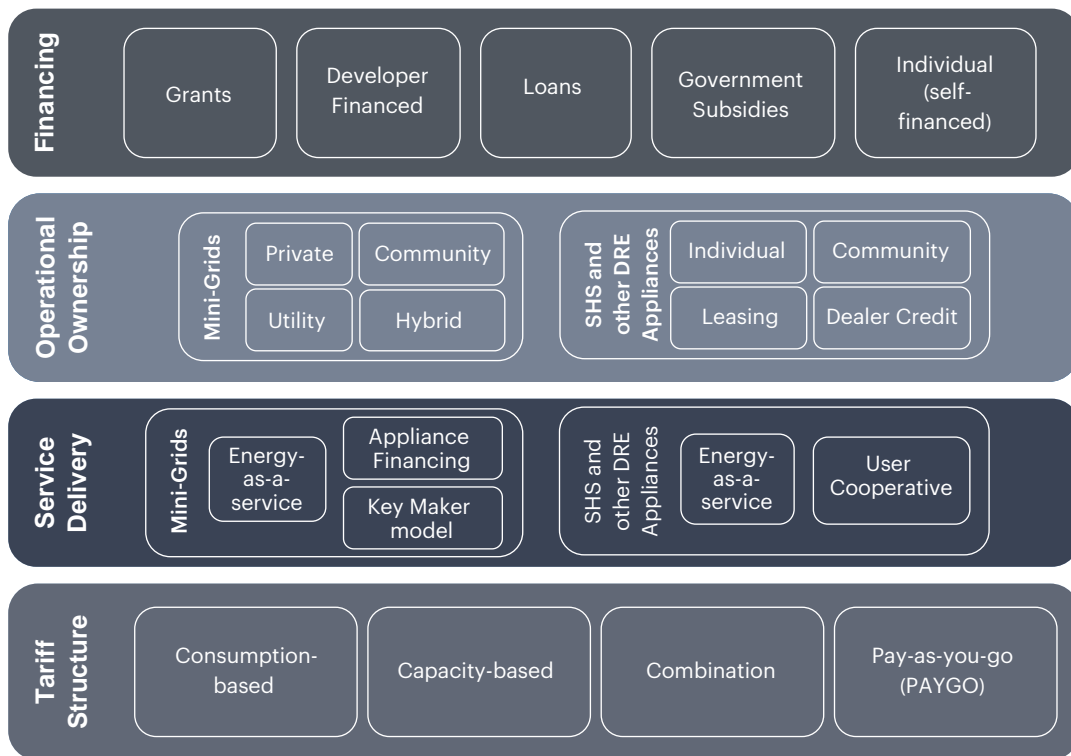 Financing
Grants
Developer
Financed
Loans
Government
Subsidies
Individual
(self-
financed)
Operational
Ownership
Mini-Grids
Private
Community
Utility
Hybrid
SHS and
other DRE
Appliances
Individual
Community
Leasing
Dealer Credit
Service
Delivery
Mini-Grids
Energy-
as-a-
service
Appliance
Financing
Key Maker
model
SHS and
other DRE
Appliances
Energy-
as-a-
service
User
Cooperative
Tariff
Structure
Consumption-
based
Capacity-based
Combination
Pay-as-you-go
(PAYGO)